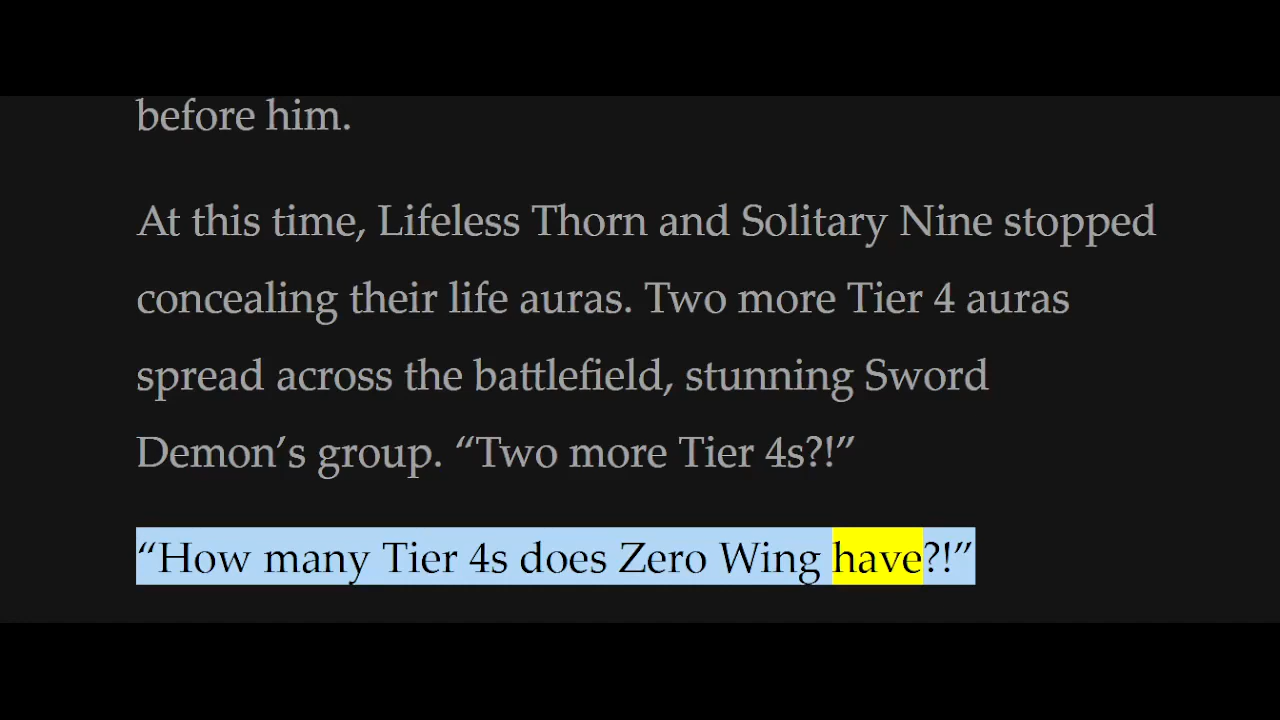 before him.
At this time, Lifeless Thorn and Solitary Nine stopped
concealing their life auras. Two more Tier 4 auras
spread across the battlefield, stunning Sword
Demon’s group. “Two more Tier 4s?!”
“How many Tier 4s does Zero Wing have?!”